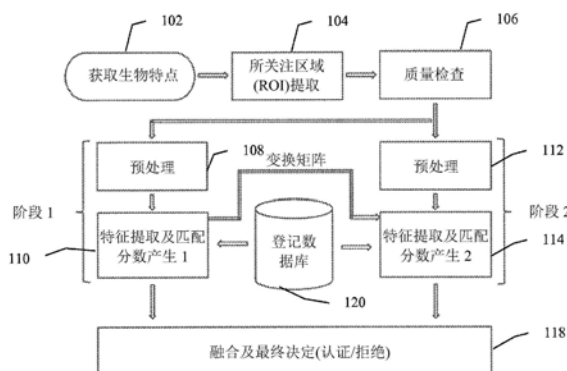 102
104
106
获取生物特点
所关注区域
(ROI)提取
质量检查
预处理
108
变换矩阵
预处理
112
阶段 1
阶段 2
110
特征提取及匹配
分数产生 1
登记数
据库
特征提取及匹配
分数产生 2
114
120
融合及最终决定(认证/拒绝)
118